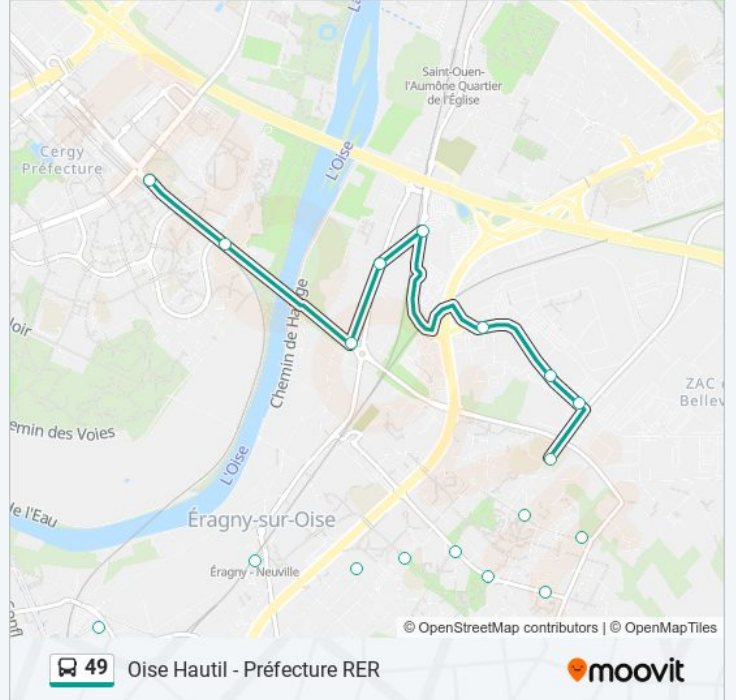 Saint-Ouen-
l'Aumône Quartier
de l'Église
Cergy
Préfecture
L'Oise
Chemin de Halage
ZAC
Bellev
emin des Voies
L'Oise
de l'Eau
Éragny-sur-Oise
Éragny - Neuville
© OpenStreetMap contributors | © OpenMapTiles
49 Oise Hautil - Préfecture RER
moovit